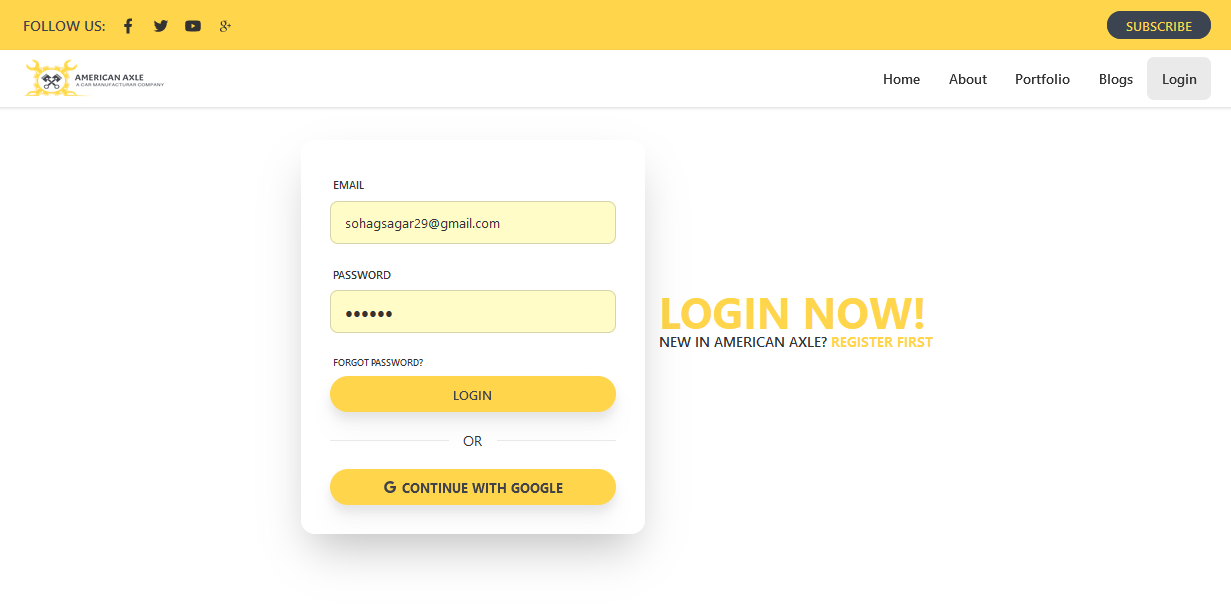 FOLLOW US:
SUBSCRIBE
AMERICAN AXLE
A CAR MANUFACTURAR COMPANY
Home About Portfolio Blogs Login
EMAIL
sohagsagar29@gmail.com
PASSWORD
••••••
FORGOT PASSWORD?
LOGIN
OR
G CONTINUE WITH GOOGLE
LOGIN NOW!
NEW IN AMERICAN AXLE? REGISTER FIRST